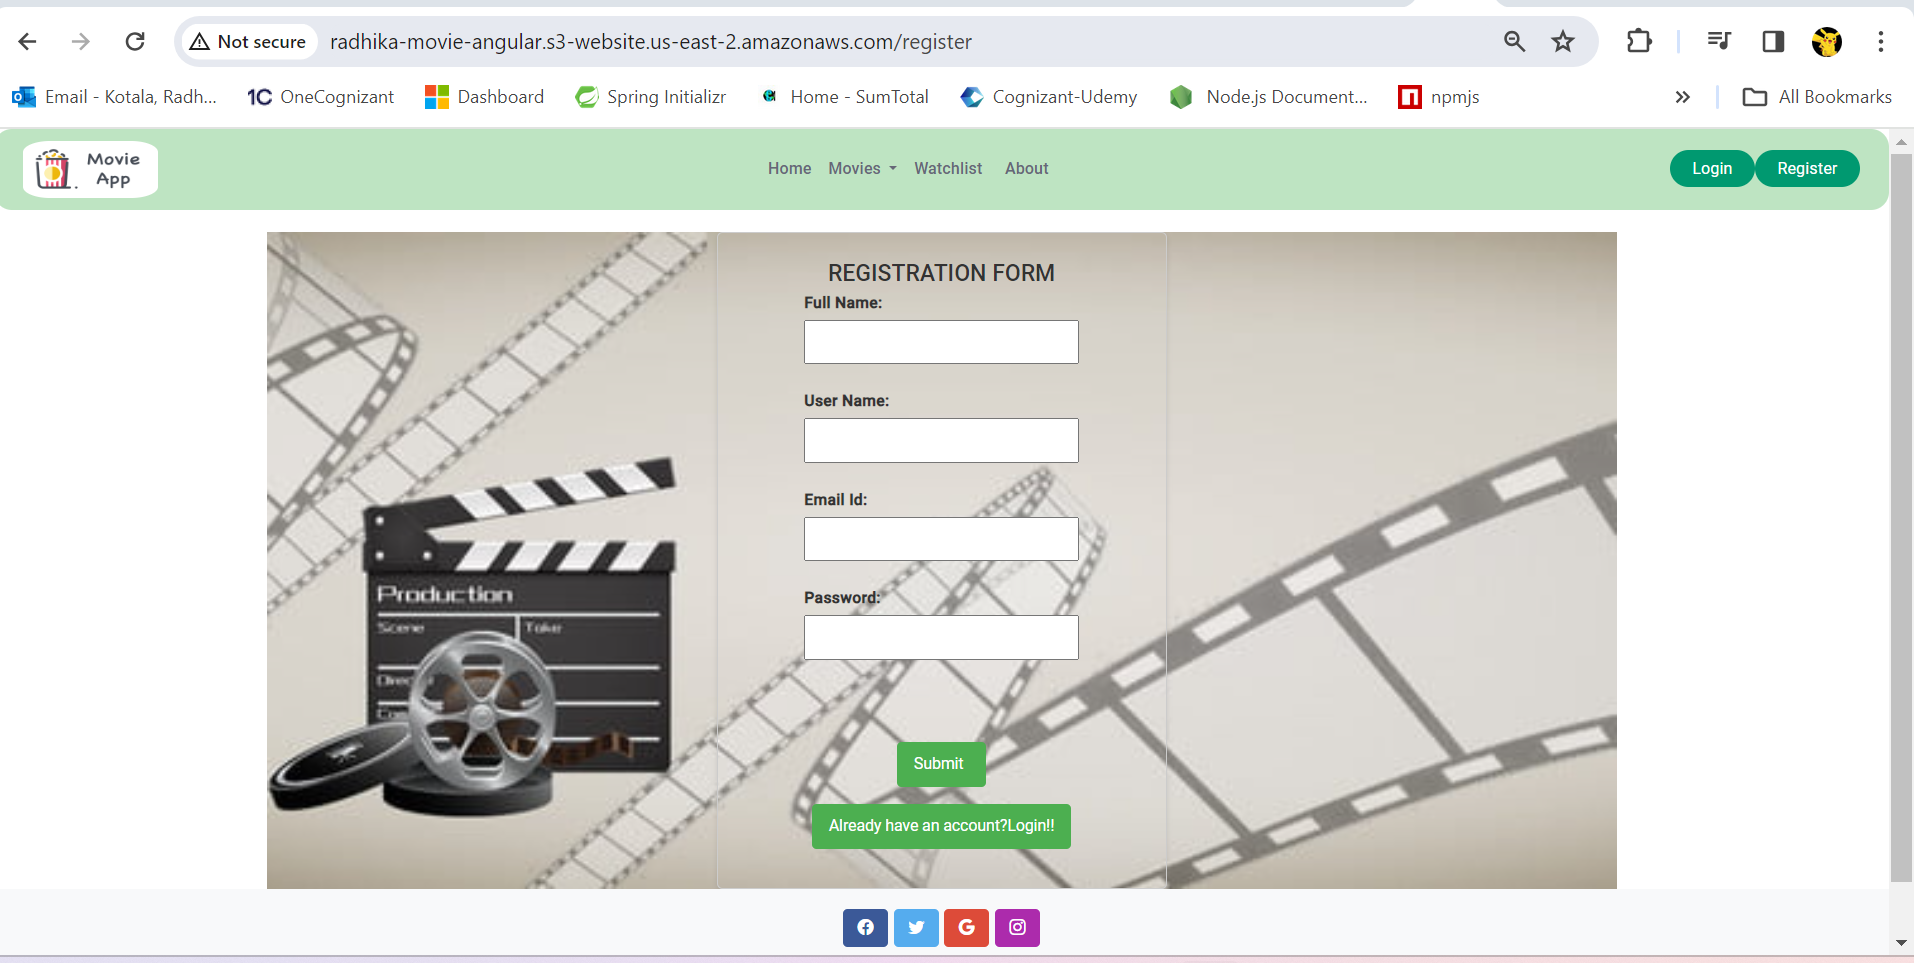 Not secure
radhika-movie-angular.s3-website.us-east-2.amazonaws.com/register
Email - Kotala, Radh...
1C OneCognizant
Dashboard
Spring Initializr
Home - SumTotal
Cognizant-Udemy
Node.js Document...
npmjs
»
All Bookmarks
Movie
App
Home
Movies
Watchlist
About
Login
Register
REGISTRATION FORM
Full Name:
User Name:
Email Id:
Password:
Production
Scene
Take
Submit
Already have an account?Login!!